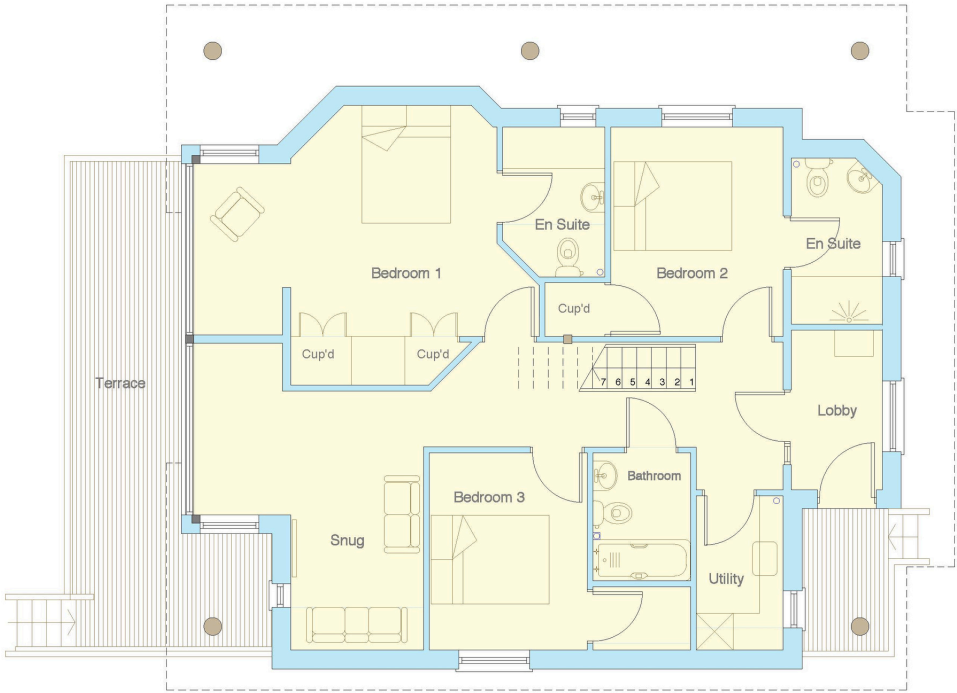 En Suite
En Suite
Bedroom 1
Bedroom 2
Cup'd
Cup'd
Cup'd
7 6 5 4 3 2 1
Terrace
Lobby
Bathroom
Bedroom 3
Snug
Utility